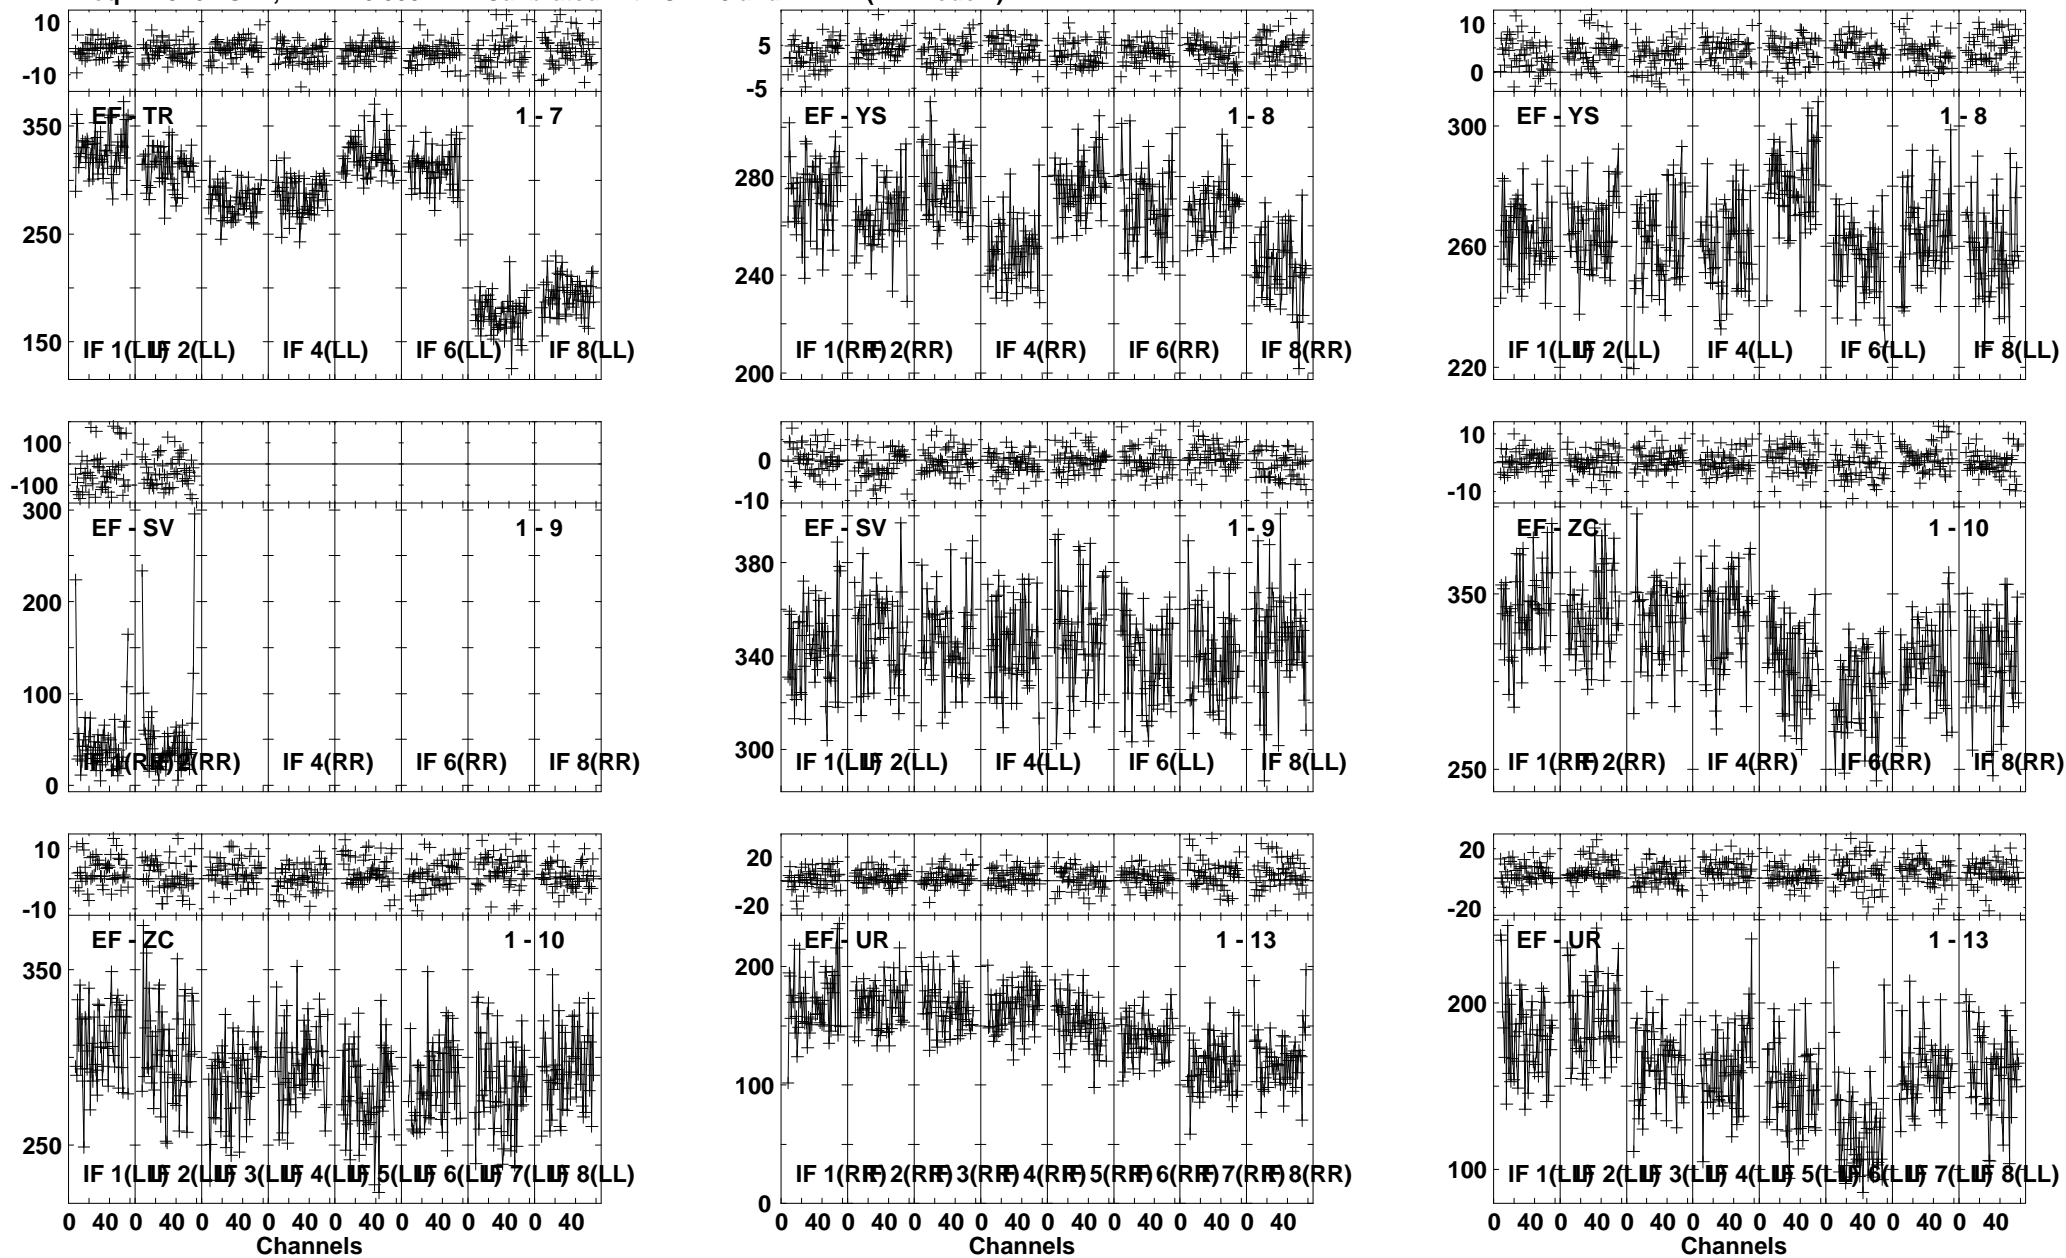 10
-10
EF - TR
1 - 7
350
250
150
IF 1(LL) IF 2(LL) IF 4(LL) IF 6(LL) IF 8(LL)
5
-5
EF - YS
1 - 8
280
240
200
IF 1(RR) IF 2(RR) IF 4(RR) IF 6(RR) IF 8(RR)
10
0
EF - YS
1 - 8
300
260
220
IF 1(LL) IF 2(LL) IF 4(LL) IF 6(LL) IF 8(LL)
100
-100
EF - SV
1 - 9
300
200
100
0
IF 1(RR) IF 2(RR) IF 4(RR) IF 6(RR) IF 8(RR)
0
-10
EF - SV
1 - 9
380
340
300
IF 1(LL) IF 2(LL) IF 4(LL) IF 6(LL) IF 8(LL)
10
-10
EF - ZC
1 - 10
350
250
IF 1(RR) IF 2(RR) IF 4(RR) IF 6(RR) IF 8(RR)
10
-10
EF - ZC
1 - 10
350
250
IF 1(LL) IF 2(LL) IF 3(LL) IF 4(LL) IF 5(LL) IF 6(LL) IF 7(LL) IF 8(LL)
0 40 0 40 0 40 0 40 0 40 0 40 0 40 0 40
Channels
20
-20
EF - UR
1 - 13
200
100
0
IF 1(RR) IF 2(RR) IF 3(RR) IF 4(RR) IF 5(RR) IF 6(RR) IF 7(RR) IF 8(RR)
0 40 0 40 0 40 0 40 0 40 0 40 0 40 0 40
Channels
20
-20
EF - UR
1 - 13
200
100
IF 1(LL) IF 2(LL) IF 3(LL) IF 4(LL) IF 5(LL) IF 6(LL) IF 7(LL) IF 8(LL)
0 40 0 40 0 40 0 40 0 40 0 40 0 40 0 40
Channels